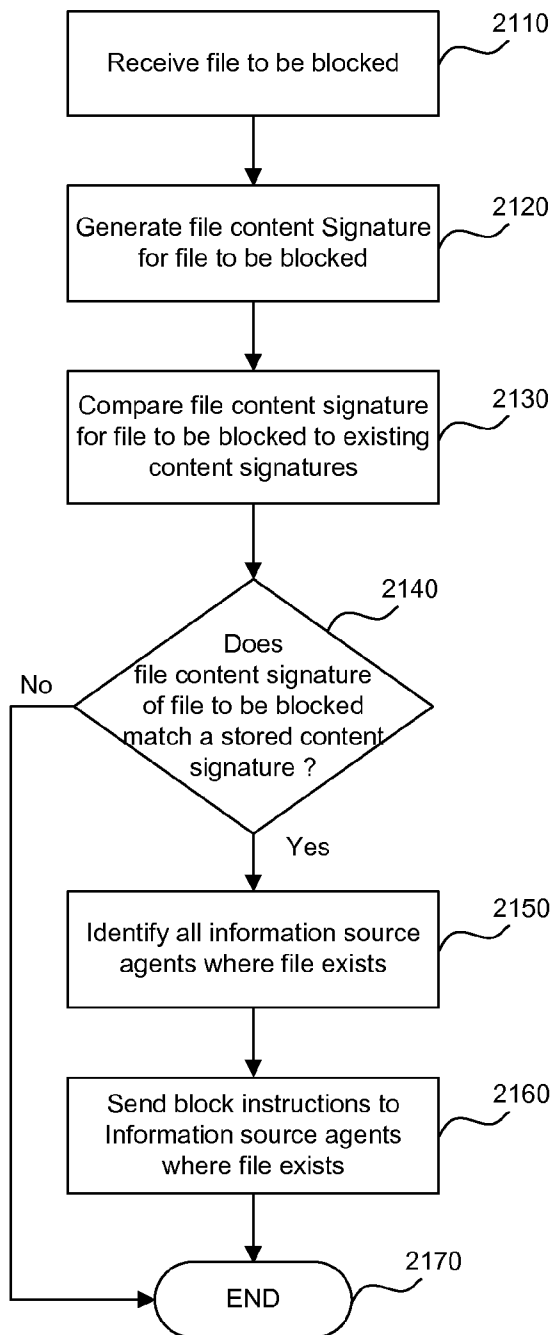 2110
Receive file to be blocked
2120
Generate file content Signature
for file to be blocked
2130
Compare file content signature
for file to be blocked to existing
content signatures
2140
Does
file content signature
of file to be blocked
match a stored content
signature ?
No
Yes
2150
Identify all information source
agents where file exists
2160
Send block instructions to
Information source agents
where file exists
2170
END